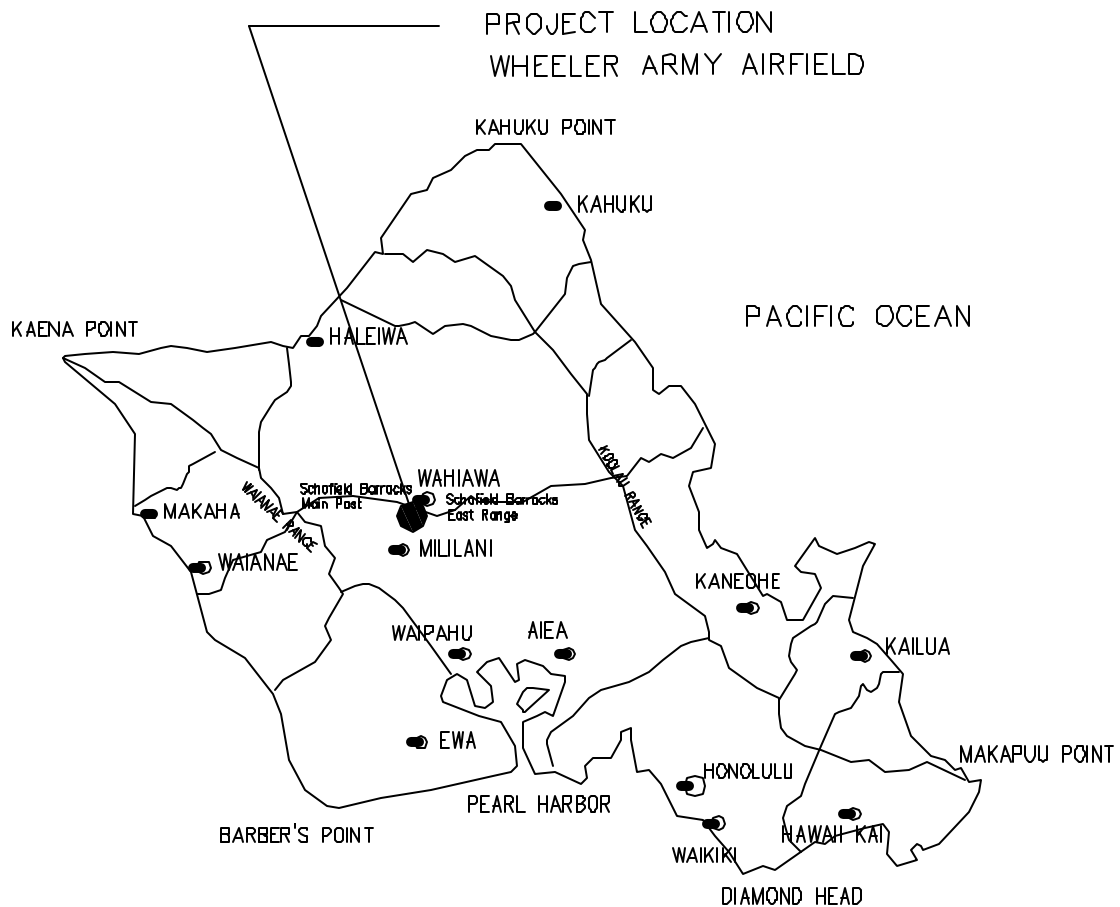 PROJECT LOCATION
WHEELER ARMY AIRFIELD
KAHUKU POINT
KAHUKU
PACIFIC OCEAN
KAENA POINT
HALEIWA
KOOLAU RANGE
WAHIAWA
Schofield Barracks
Main Post
Schofield Barracks
East Range
WAIANAE RANGE
MAKAHA
MILILANI
WAIANAE
KANEOHE
WAIPAHU
AIEA
KAILUA
EWA
MAKAPUU POINT
HONOLULU
PEARL HARBOR
BARBER'S POINT
HAWAII KAI
WAIKIKI
DIAMOND HEAD